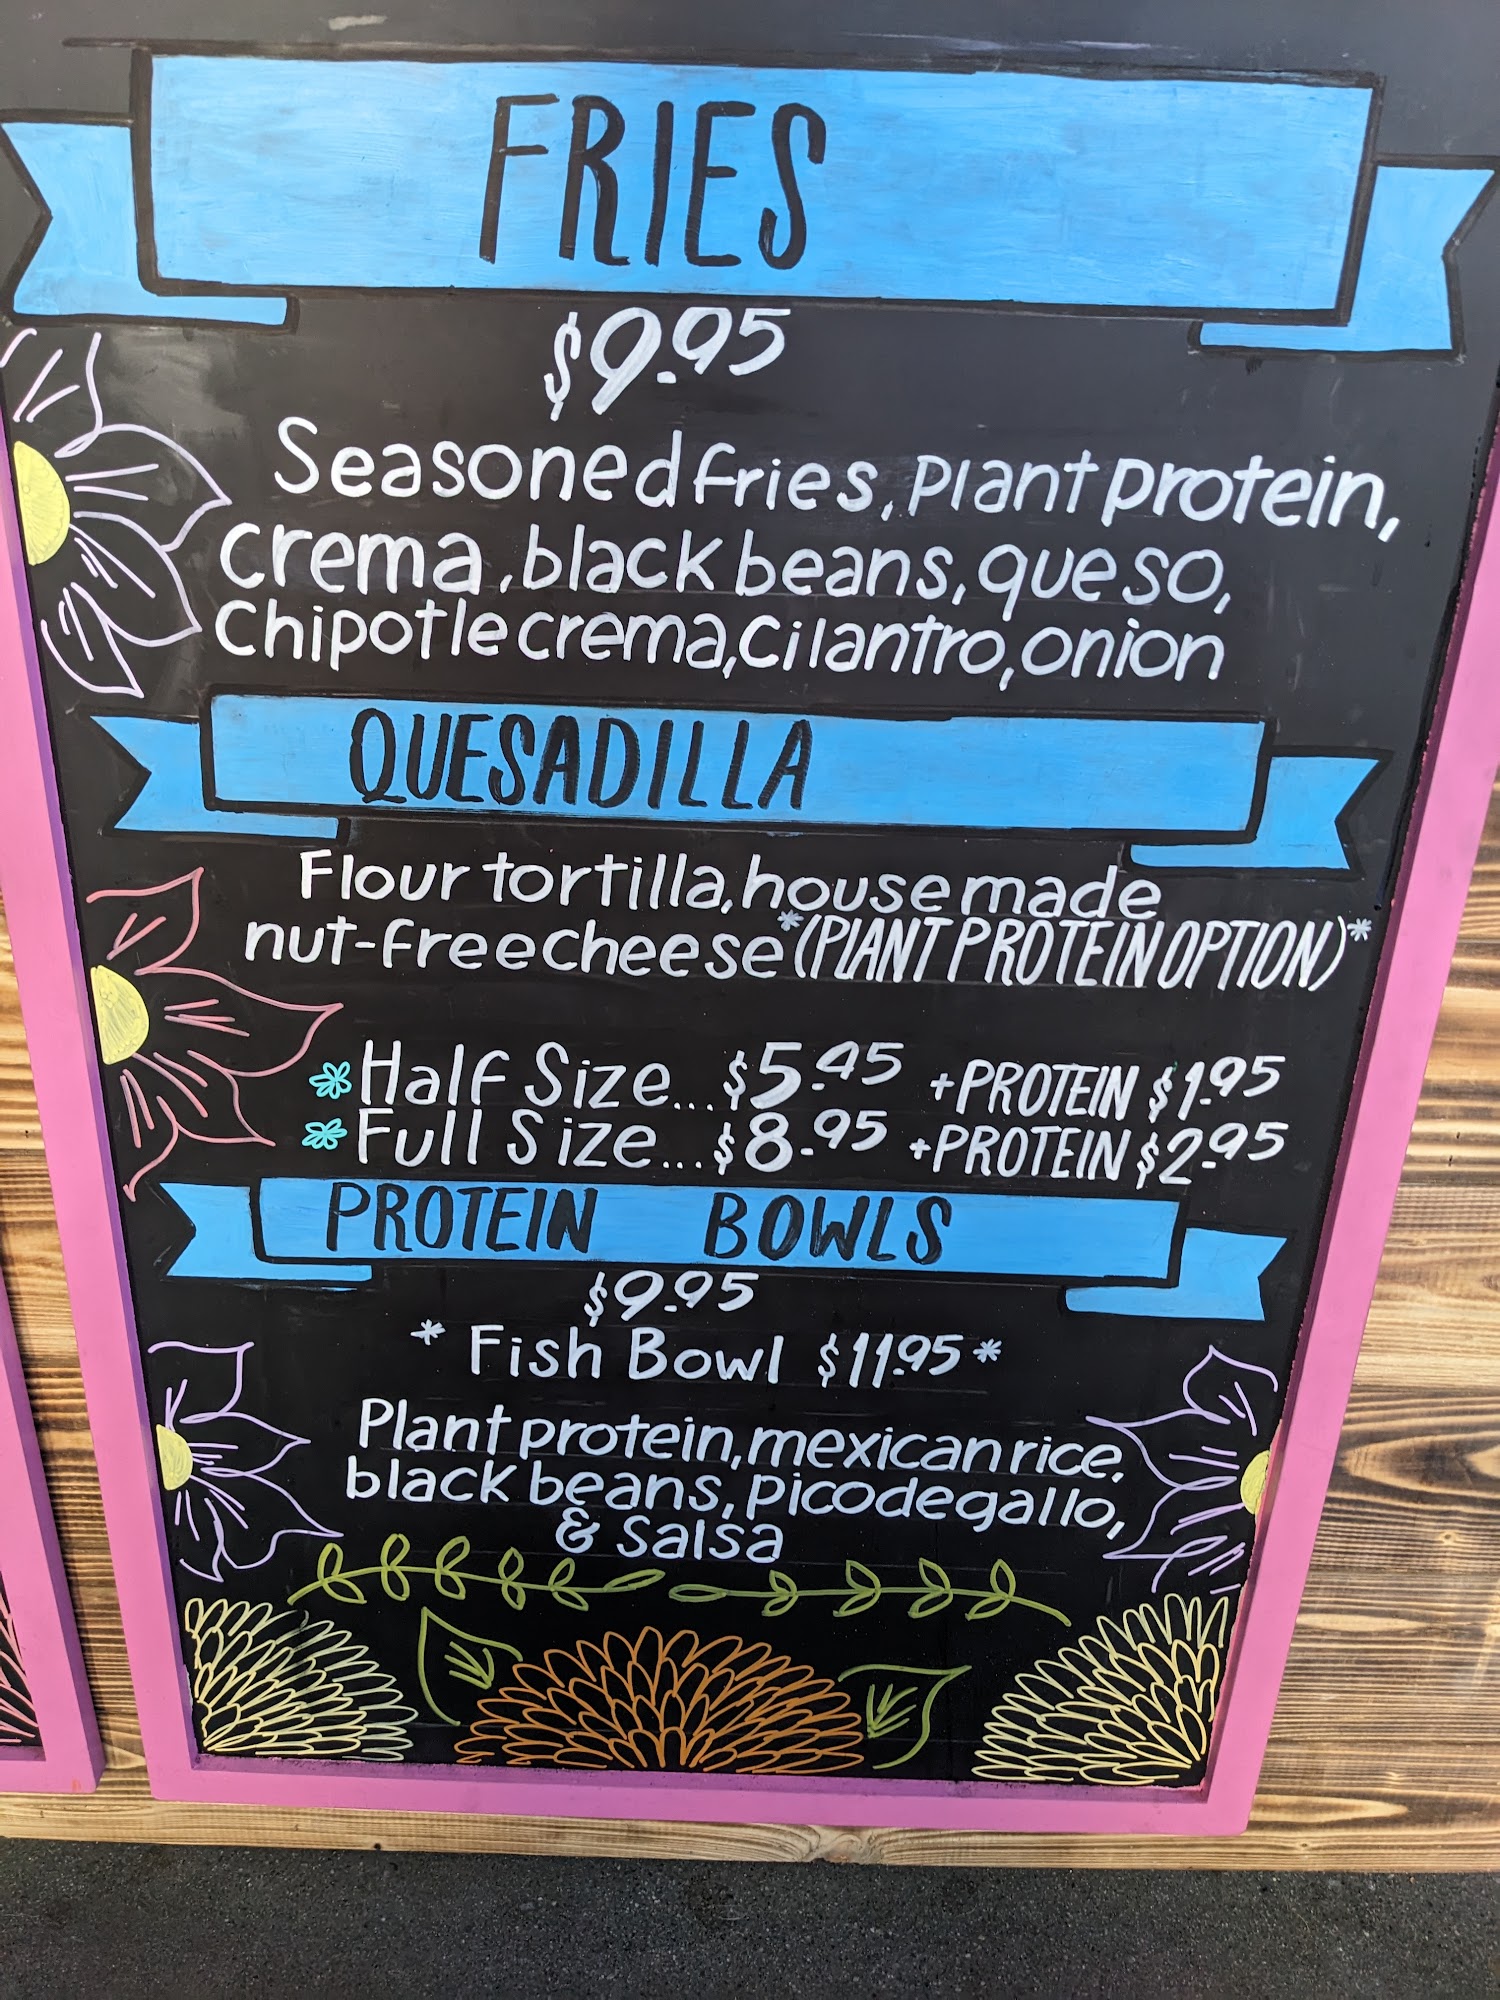 FRIES
$9.95
Seasoned fries, Plant Protein,
Crema, black beans, queso,
Chipotle crema, Cilantro, onion
QUESADILLA
Flour tortilla, house made
nut-free cheese *(PLANT PROTEIN OPTION)*
Half Size... $5.45 +PROTEIN $1.95
Full Size... $8.95 +PROTEIN $2.95
PROTEIN BOWLS
$9.95
* Fish Bowl $11.95 *
Plant protein, mexican rice.
black beans, Pico de gallo,
& Salsa